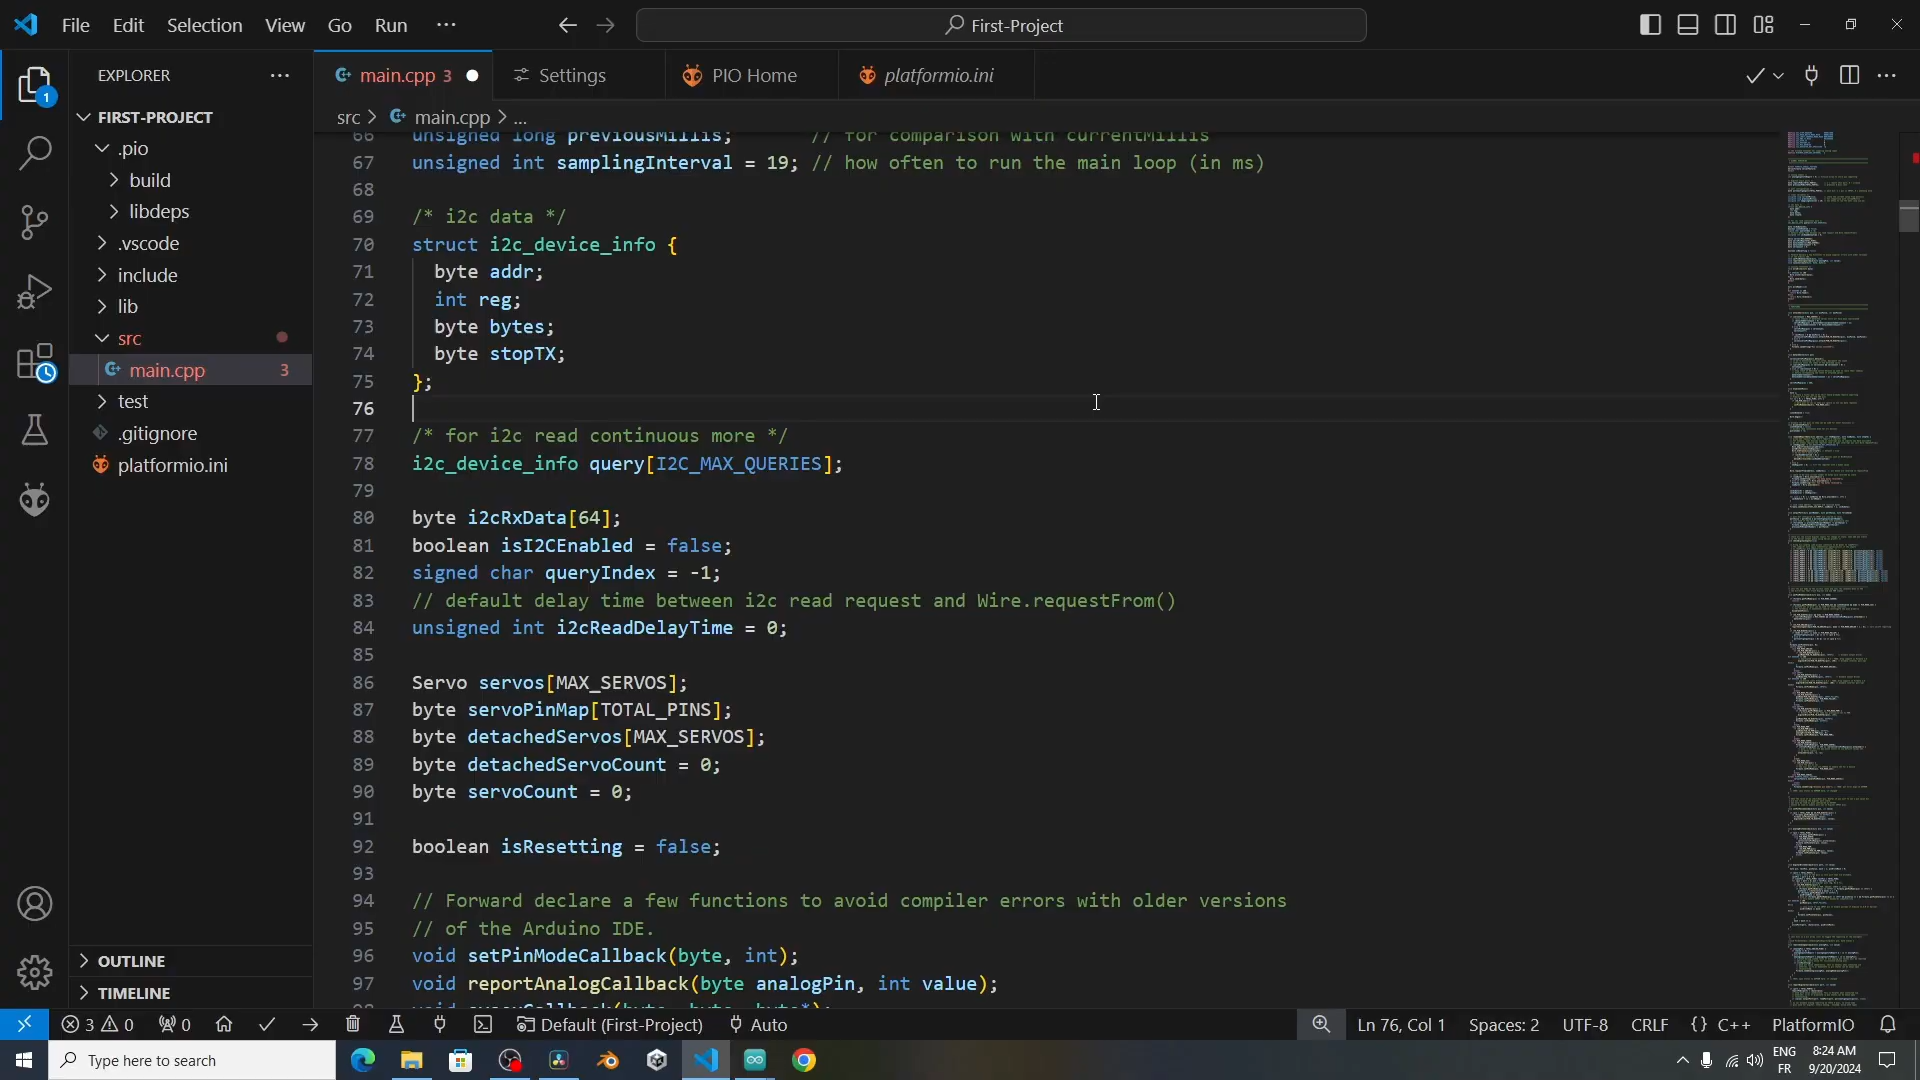 File Edit Selection View Go Run ···
First-Project
EXPLORER
FIRST-PROJECT
.pio
build
libdeps
.vscode
include
lib
src
main.cpp 3
test
.gitignore
platformio.ini
OUTLINE
TIMELINE
1
main.cpp 3
Settings
PIO Home
platformio.ini
src > main.cpp > ...
66 unsigned long previousMillis; // for comparison with currentMillis
67 unsigned int samplingInterval = 19; // how often to run the main loop (in ms)
68
69 /* i2c data */
70 struct i2c_device_info {
71 byte addr;
72 int reg;
73 byte bytes;
74 byte stopTX;
75 };
76
77 /* for i2c read continuous more */
78 i2c_device_info query[I2C_MAX_QUERIES];
79
80 byte i2cRxData[64];
81 boolean isI2CEnabled = false;
82 signed char queryIndex = -1;
83 // default delay time between i2c read request and Wire.requestFrom()
84 unsigned int i2cReadDelayTime = 0;
85
86 Servo servos[MAX_SERVOS];
87 byte servoPinMap[TOTAL_PINS];
88 byte detachedServos[MAX_SERVOS];
89 byte detachedServoCount = 0;
90 byte servoCount = 0;
91
92 boolean isResetting = false;
93
94 // Forward declare a few functions to avoid compiler errors with older versions
95 // of the Arduino IDE.
96 void setPinModeCallback(byte, int);
97 void reportAnalogCallback(byte analogPin, int value);
3 0 0 Default (First-Project) Auto
Ln 76, Col 1 Spaces: 2 UTF-8 CRLF {} C++ PlatformIO
Type here to search
ENG
FR
8:24 AM
9/20/2024